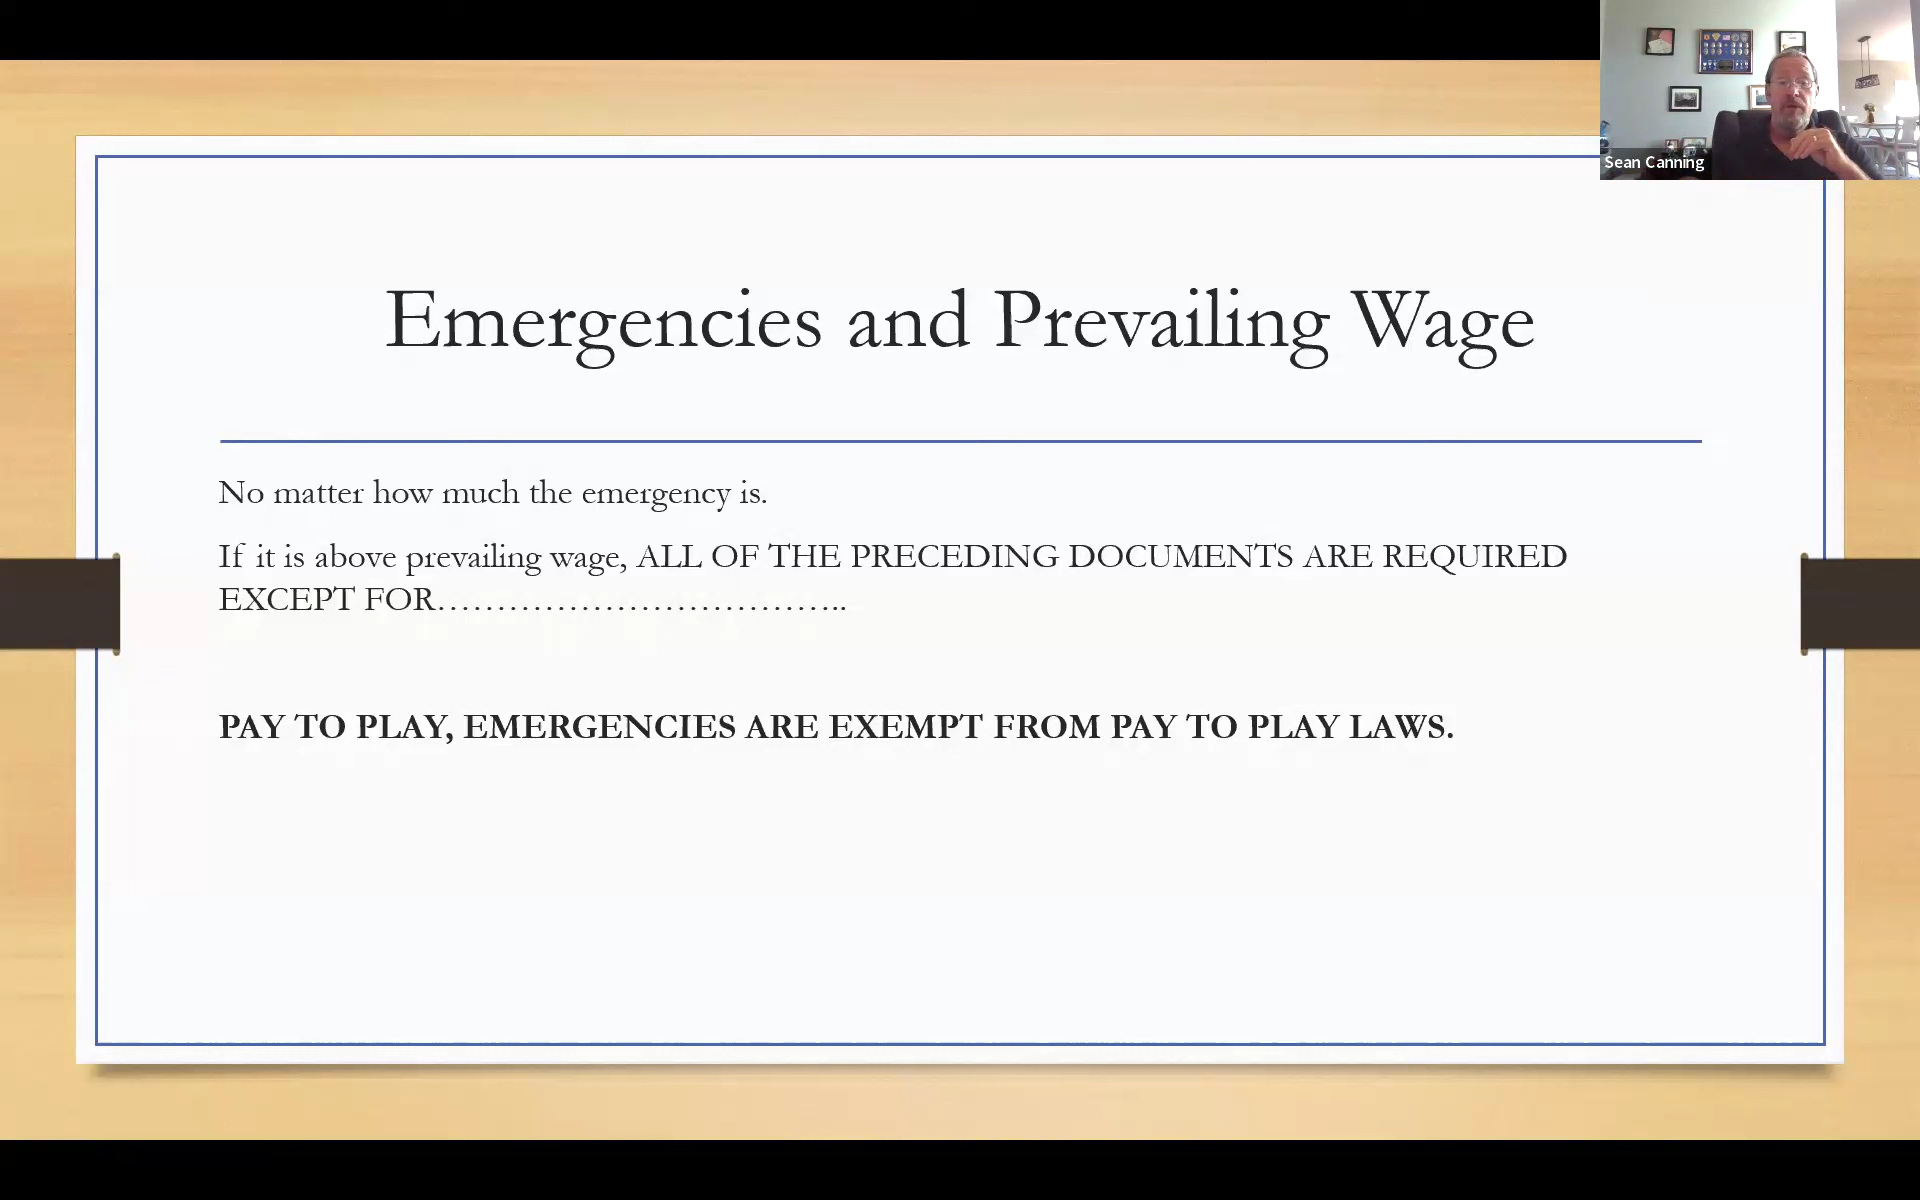 Sean Canning
Emergencies and Prevailing Wage
No matter how much the emergency is.
If it is above prevailing wage, ALL OF THE PRECEDING DOCUMENTS ARE REQUIRED
EXCEPT FOR……………………………..
PAY TO PLAY, EMERGENCIES ARE EXEMPT FROM PAY TO PLAY LAWS.